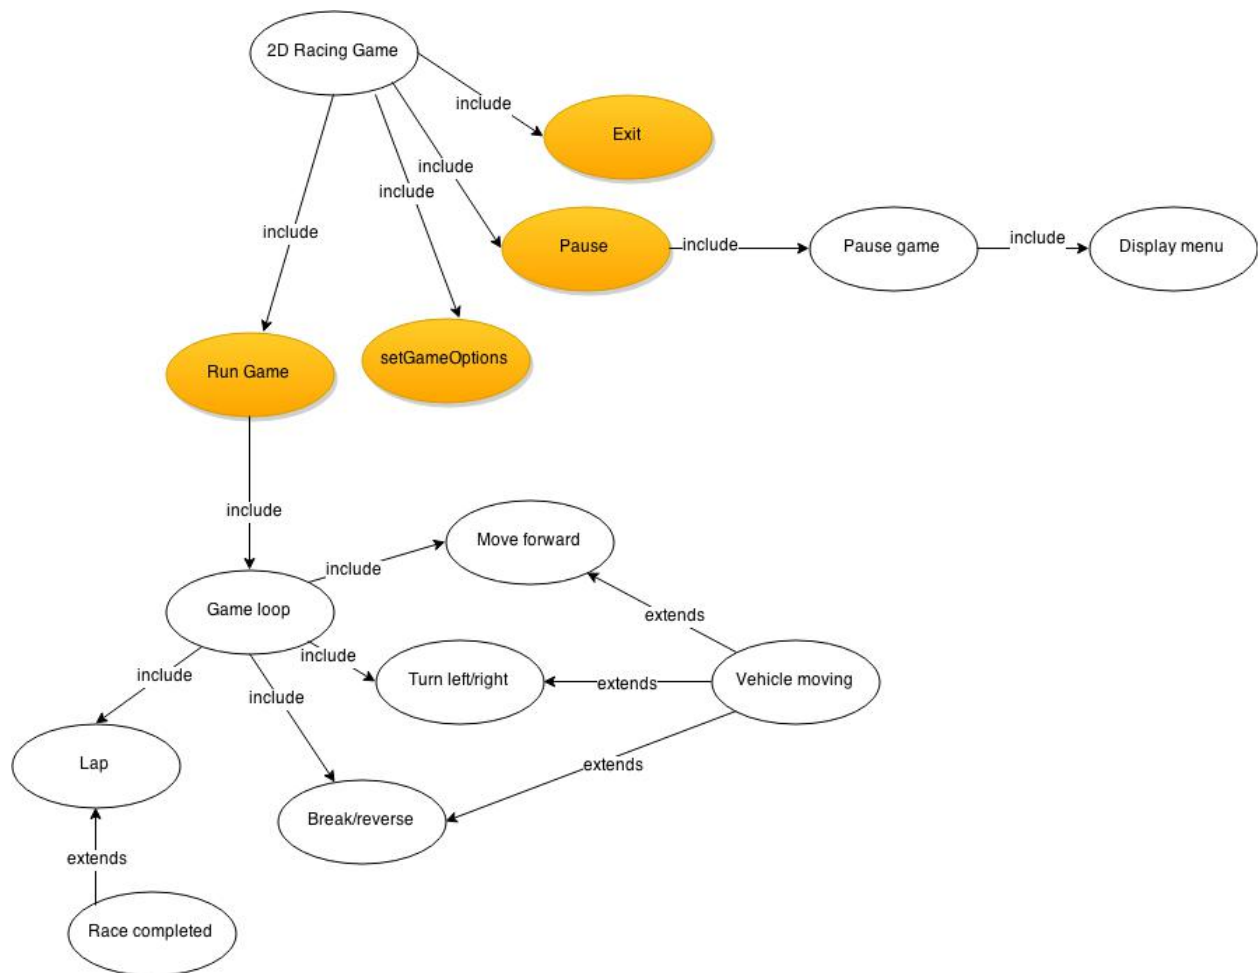 2D Racing Game
include
Exit
include
include
include
Pause
include
Pause game
include
Display menu
Run Game
setGameOptions
include
Move forward
include
Game loop
extends
include
include
Turn left/right
extends
Vehicle moving
include
Lap
extends
Break/reverse
extends
Race completed